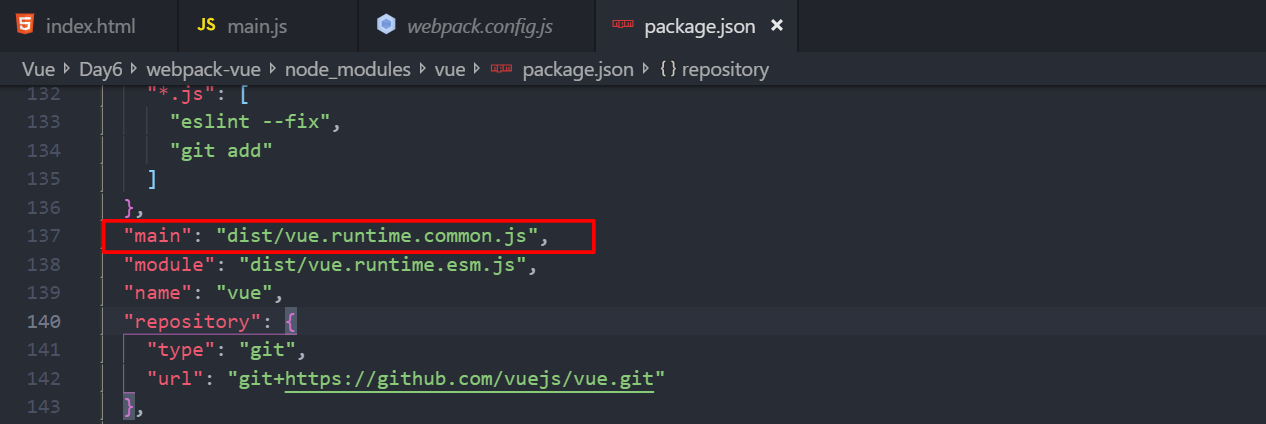 index.html JS main.js webpack.config.js npm package.json ×
Vue Day6 webpack-vue node_modules vue npm package.json {} repository
132 "*.js": [
133 "eslint --fix",
134 "git add"
135 ]
136 },
137 "main": "dist/vue.runtime.common.js",
138 "module": "dist/vue.runtime.esm.js",
139 "name": "vue",
140 "repository": {
141 "type": "git",
142 "url": "git+https://github.com/vuejs/vue.git"
143 },